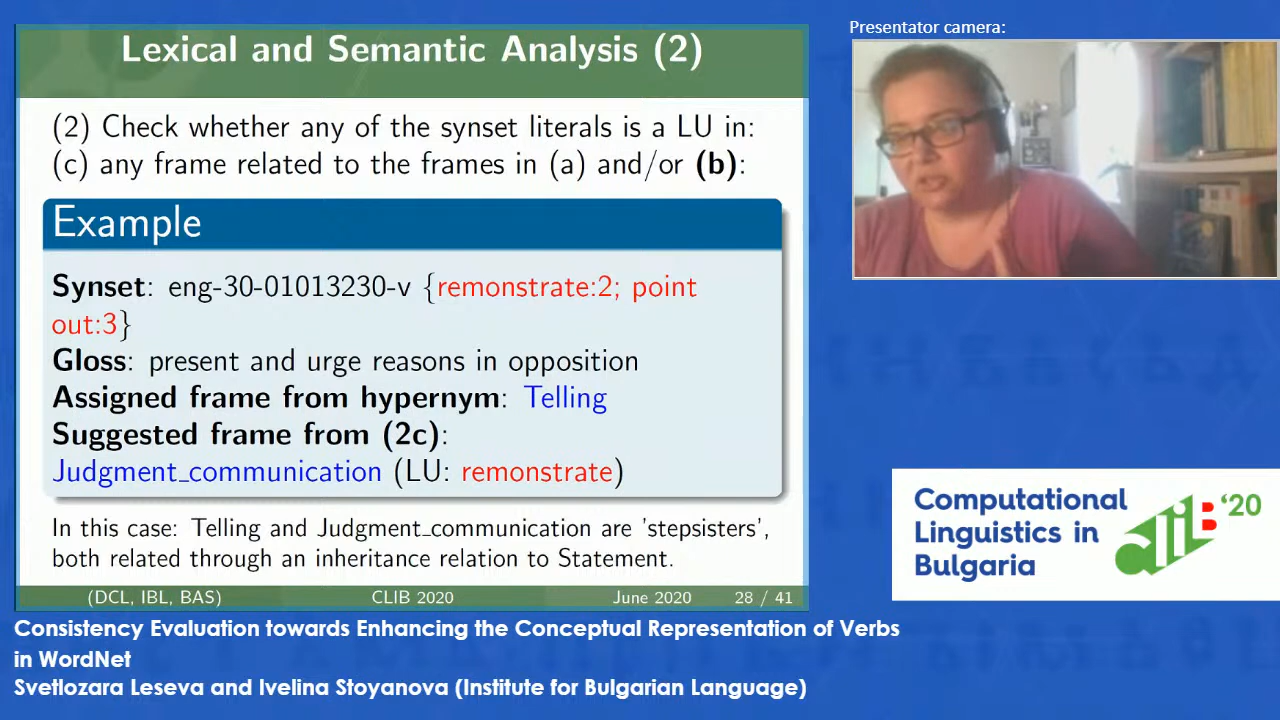 Lexical and Semantic Analysis (2)
(2) Check whether any of the synset literals is a LU in:
(c) any frame related to the frames in (a) and/or (b):
Example
Synset: eng-30-01013230-v {remonstrate:2; point
out:3}
Gloss: present and urge reasons in opposition
Assigned frame from hypernym: Telling
Suggested frame from (2c):
Judgment_communication (LU: remonstrate)
In this case: Telling and Judgment_communication are 'stepsisters',
both related through an inheritance relation to Statement.
(DCL, IBL, BAS) CLIB 2020 June 2020 28 / 41
Presentator camera:
Computational
Linguistics in
Bulgaria
CLIB '20
Consistency Evaluation towards Enhancing the Conceptual Representation of Verbs
in WordNet
Svetlozara Leseva and Ivelina Stoyanova (Institute for Bulgarian Language)